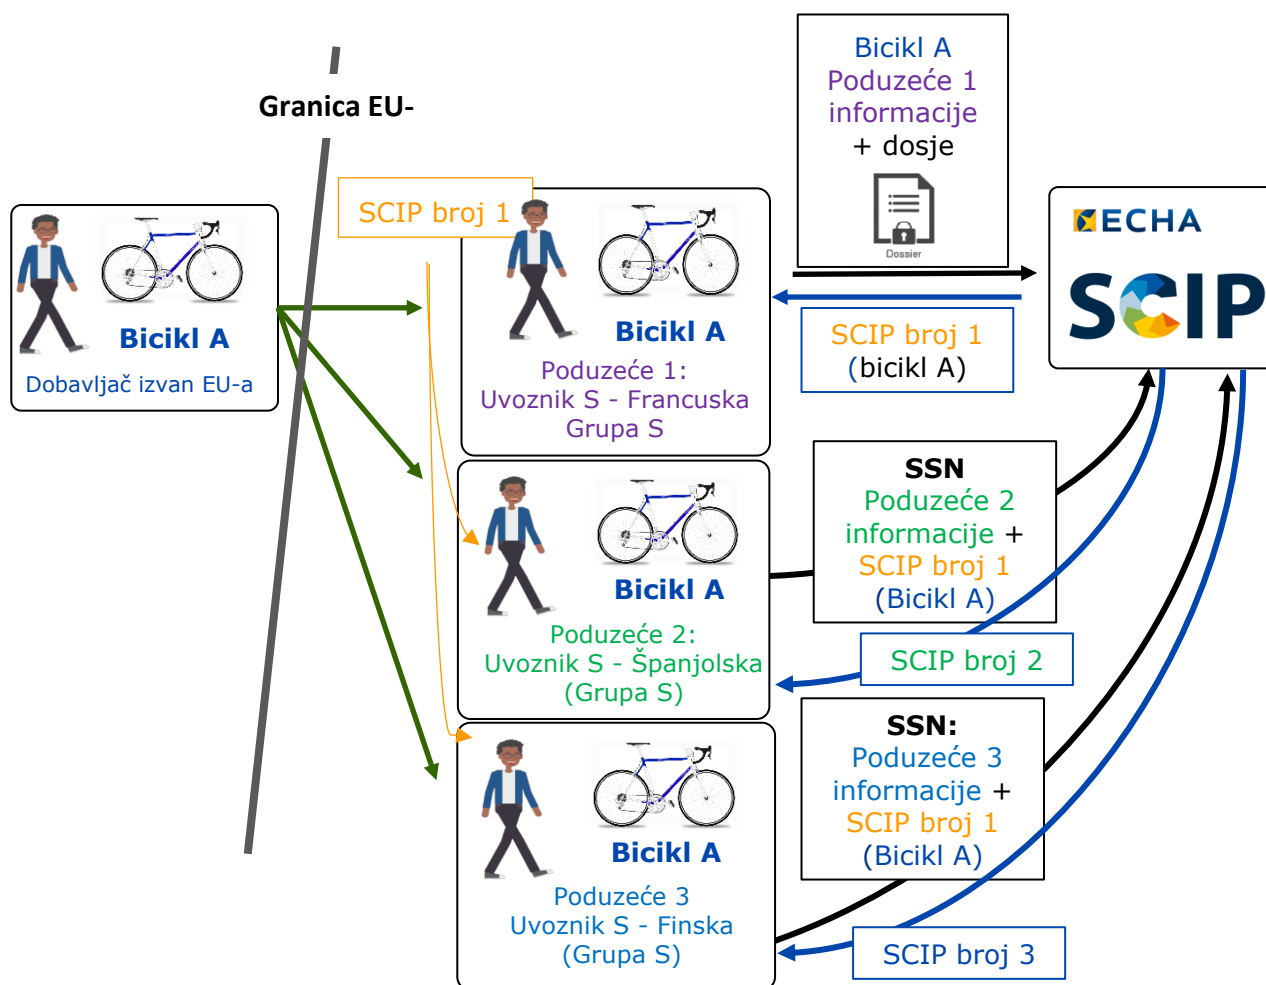 Granica EU-
Bicikl A
Dobavljač izvan EU-a
SCIP broj 1
Bicikl A
Poduzeće 1:
Uvoznik S - Francuska
Grupa S
Bicikl A
Poduzeće 1
informacije
+ dosje
Dossier
ECHA
SCIP
SCIP broj 1
(bicikl A)
Bicikl A
Poduzeće 2:
Uvoznik S - Španjolska
(Grupa S)
SSN
Poduzeće 2
informacije +
SCIP broj 1
(Bicikl A)
SCIP broj 2
Bicikl A
Poduzeće 3
Uvoznik S - Finska
(Grupa S)
SSN:
Poduzeće 3
informacije +
SCIP broj 1
(Bicikl A)
SCIP broj 3